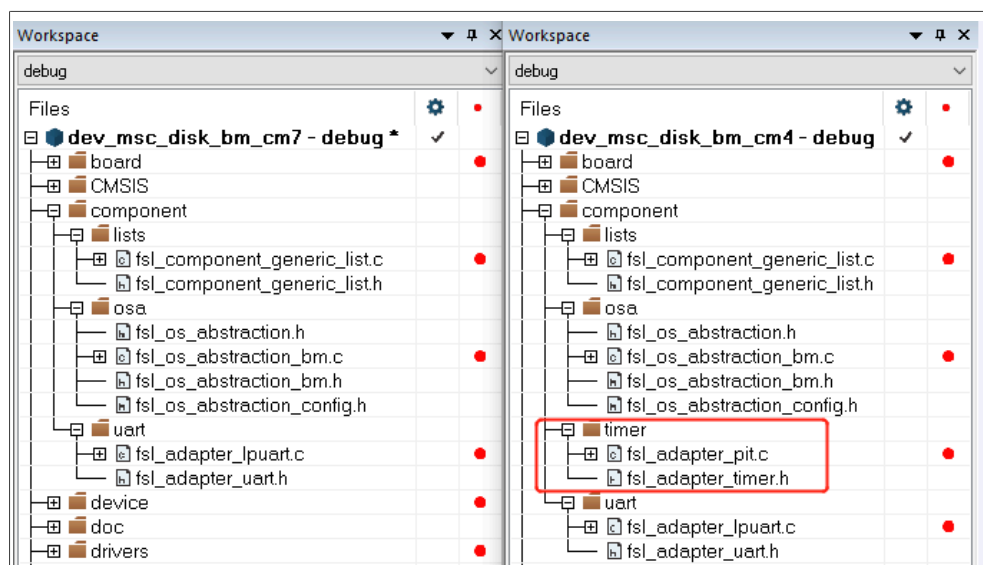 Workspace
debug
Files
dev_msc_disk_bm_cm7 - debug *
board
CMSIS
component
lists
fsl_component_generic_list.c
fsl_component_generic_list.h
osa
fsl_os_abstraction.h
fsl_os_abstraction_bm.c
fsl_os_abstraction_bm.h
fsl_os_abstraction_config.h
uart
fsl_adapter_lpuart.c
fsl_adapter_uart.h
device
doc
drivers
Workspace
debug
Files
dev_msc_disk_bm_cm4 - debug
board
CMSIS
component
lists
fsl_component_generic_list.c
fsl_component_generic_list.h
osa
fsl_os_abstraction.h
fsl_os_abstraction_bm.c
fsl_os_abstraction_bm.h
fsl_os_abstraction_config.h
timer
fsl_adapter_pit.c
fsl_adapter_timer.h
uart
fsl_adapter_lpuart.c
fsl_adapter_uart.h